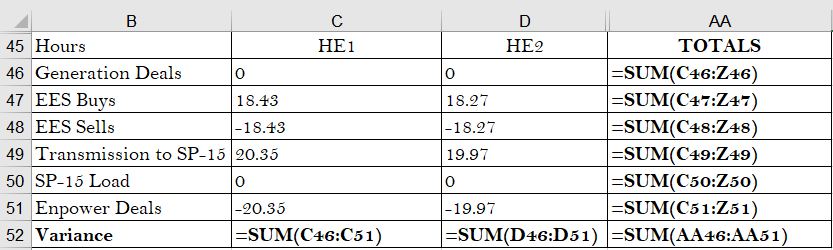 B C D AA
45 Hours HE1 HE2 TOTALS
46 Generation Deals 0 0 =SUM(C46:Z46)
47 EES Buys 18.43 18.27 =SUM(C47:Z47)
48 EES Sells -18.43 -18.27 =SUM(C48:Z48)
49 Transmission to SP-15 20.35 19.97 =SUM(C49:Z49)
50 SP-15 Load 0 0 =SUM(C50:Z50)
51 Enpower Deals -20.35 -19.97 =SUM(C51:Z51)
52 Variance =SUM(C46:C51) =SUM(D46:D51) =SUM(AA46:AA51)